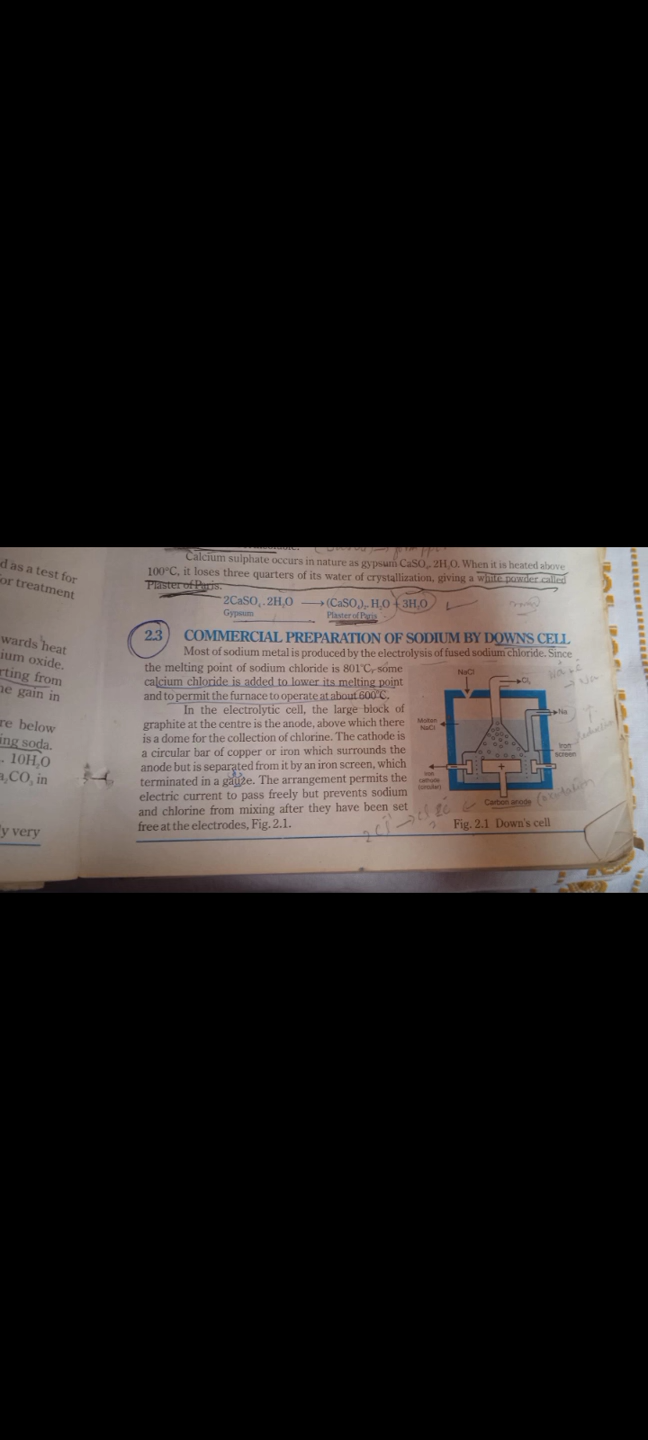 d as a test for
or treatment
wards heat
ium oxide.
rting from
ne gain in
re below
ing soda.
. 10H₂O
a₂CO₃ in
ly very
Calcium sulphate occurs in nature as gypsum CaSO₄. 2H₂O. When it is heated above
100°C, it loses three quarters of its water of crystallization, giving a white powder called
Plaster of Paris.
2CaSO₄ . 2H₂O ⟶ (CaSO₄)₂. H₂O + 3H₂O
Gypsum Plaster of Paris
2.3 COMMERCIAL PREPARATION OF SODIUM BY DOWNS CELL
Most of sodium metal is produced by the electrolysis of fused sodium chloride. Since
the melting point of sodium chloride is 801°C, some
calcium chloride is added to lower its melting point
and to permit the furnace to operate at about 600°C.
In the electrolytic cell, the large block of
graphite at the centre is the anode, above which there
is a dome for the collection of chlorine. The cathode is
a circular bar of copper or iron which surrounds the
anode but is separated from it by an iron screen, which
terminated in a gauze. The arrangement permits the
electric current to pass freely but prevents sodium
and chlorine from mixing after they have been set
free at the electrodes, Fig. 2.1.
NaCl
Cl₂
Na
Molten
NaCl
Iron
screen
Iron
cathode
(circular)
+
Carbon anode
Fig. 2.1 Down's cell